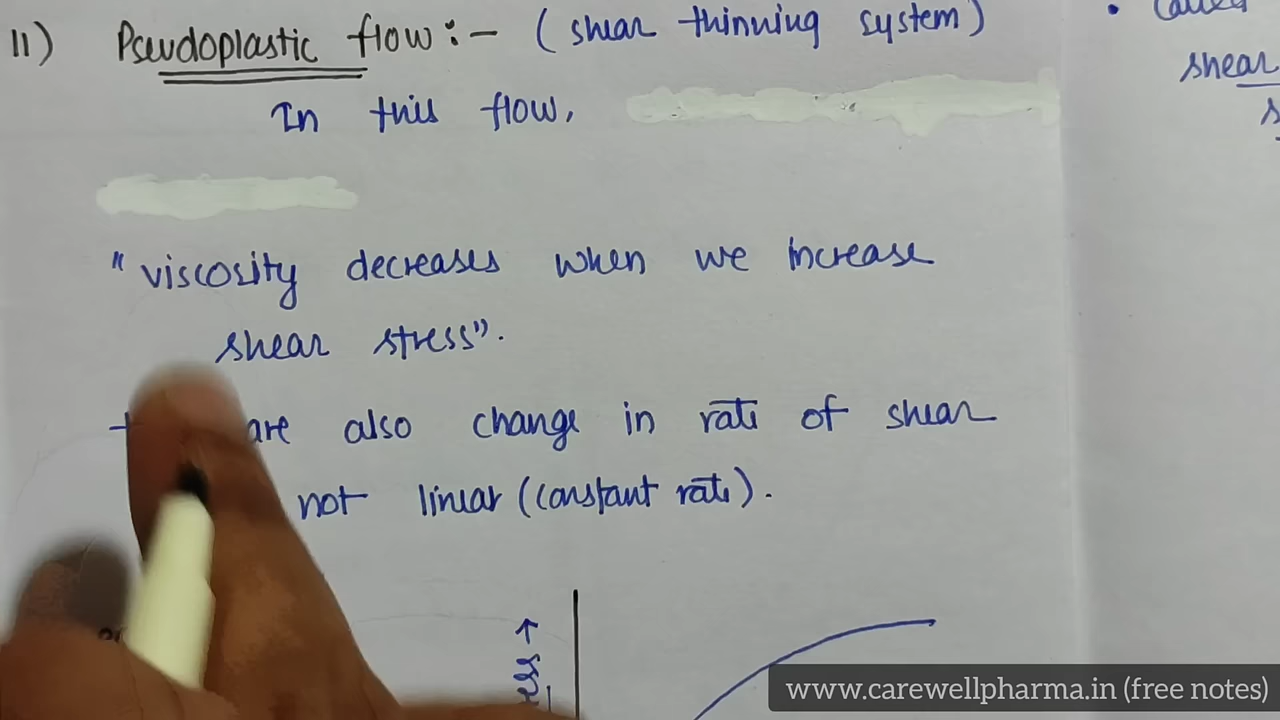 11) Pseudoplastic flow :- (shear thinning system)
In this flow,
"viscosity decreases when we increase
shear stress".
are also change in rate of shear
not linear (constant rate).
shear
www.carewellpharma.in (free notes)